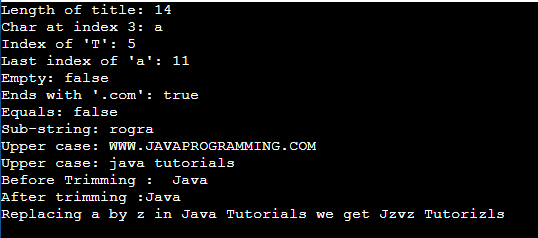 Length of title: 14
Char at index 3: a
Index of 'T': 5
Last index of 'a': 11
Empty: false
Ends with '.com': true
Equals: false
Sub-string: rogra
Upper case: WWW.JAVAPROGRAMMING.COM
Upper case: java tutorials
Before Trimming :  Java
After trimming :Java
Replacing a by z in Java Tutorials we get Jzvz Tutorizls